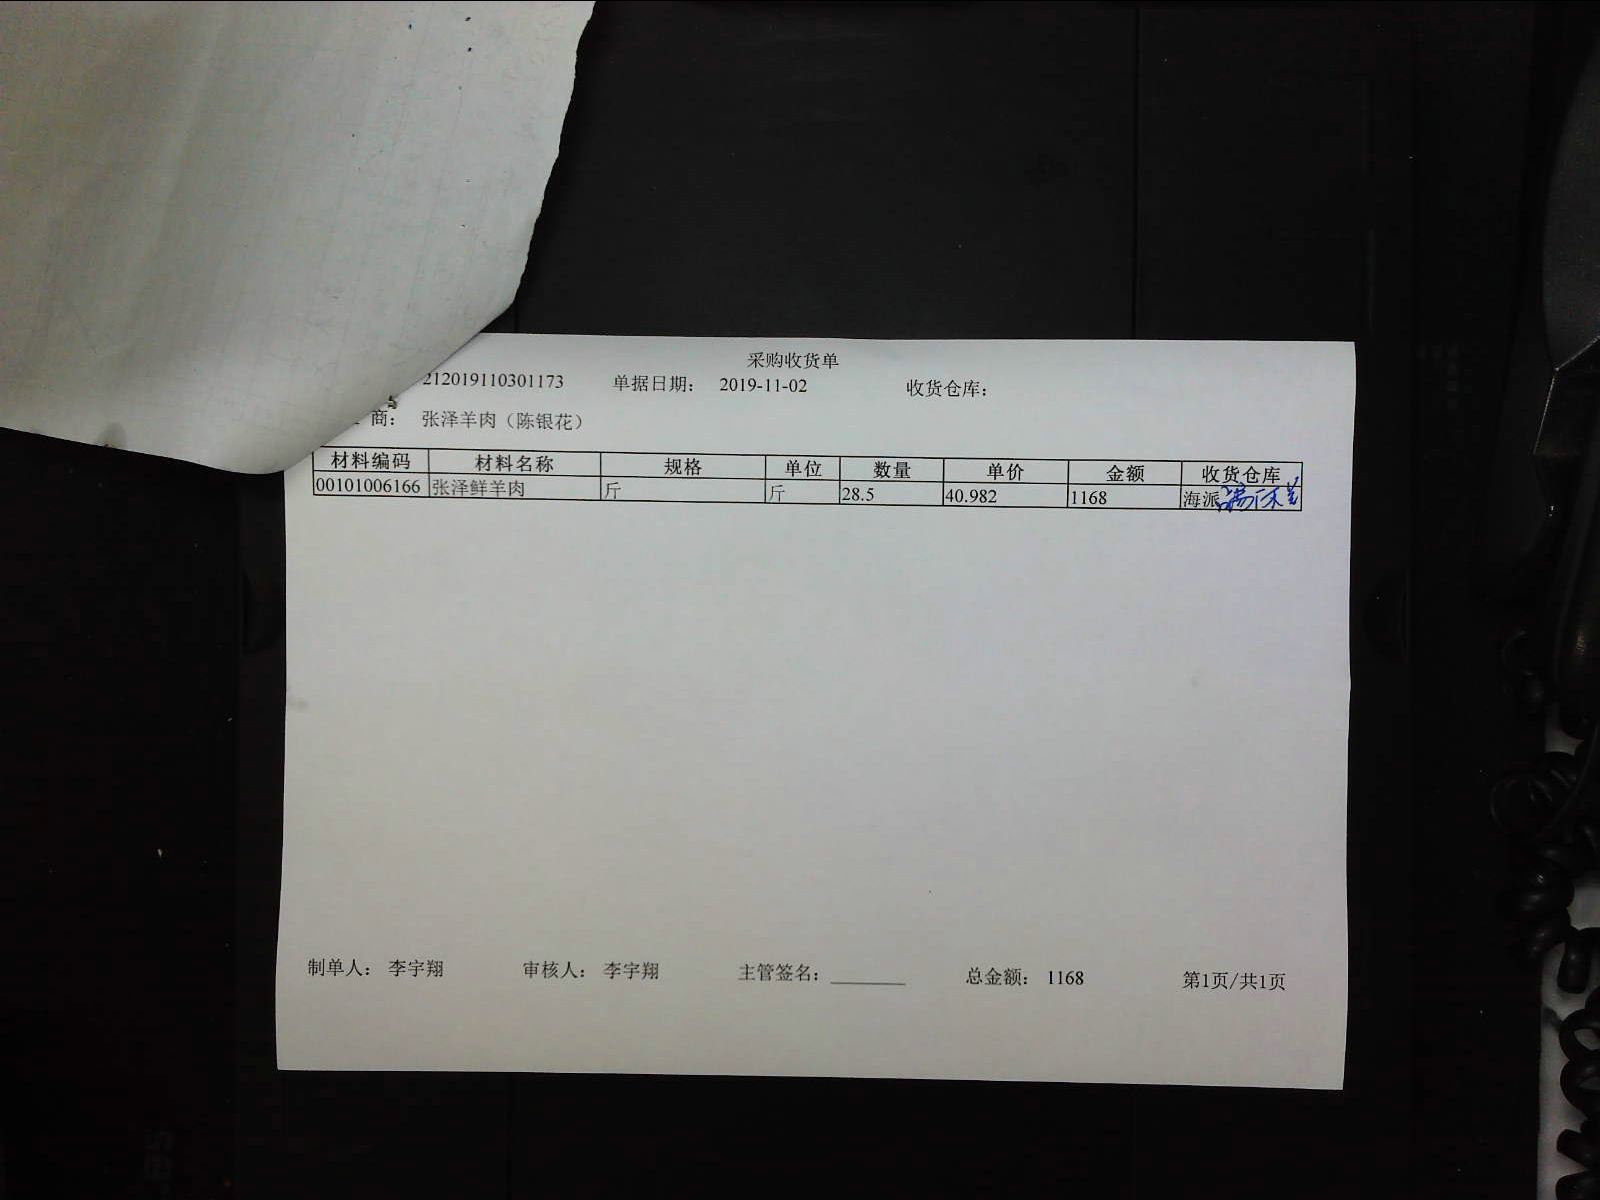 采购收货单
212019110301173 单据日期： 2019-11-02 收货仓库：
商： 张泽羊肉（陈银花）
材料编码 材料名称 规格 单位 数量 单价 金额 收货仓库
00101006166 张泽鲜羊肉 斤 斤 28.5 40.982 1168 海派
制单人： 李宇翔 审核人： 李宇翔 主管签名： 总金额： 1168 第1页/共1页